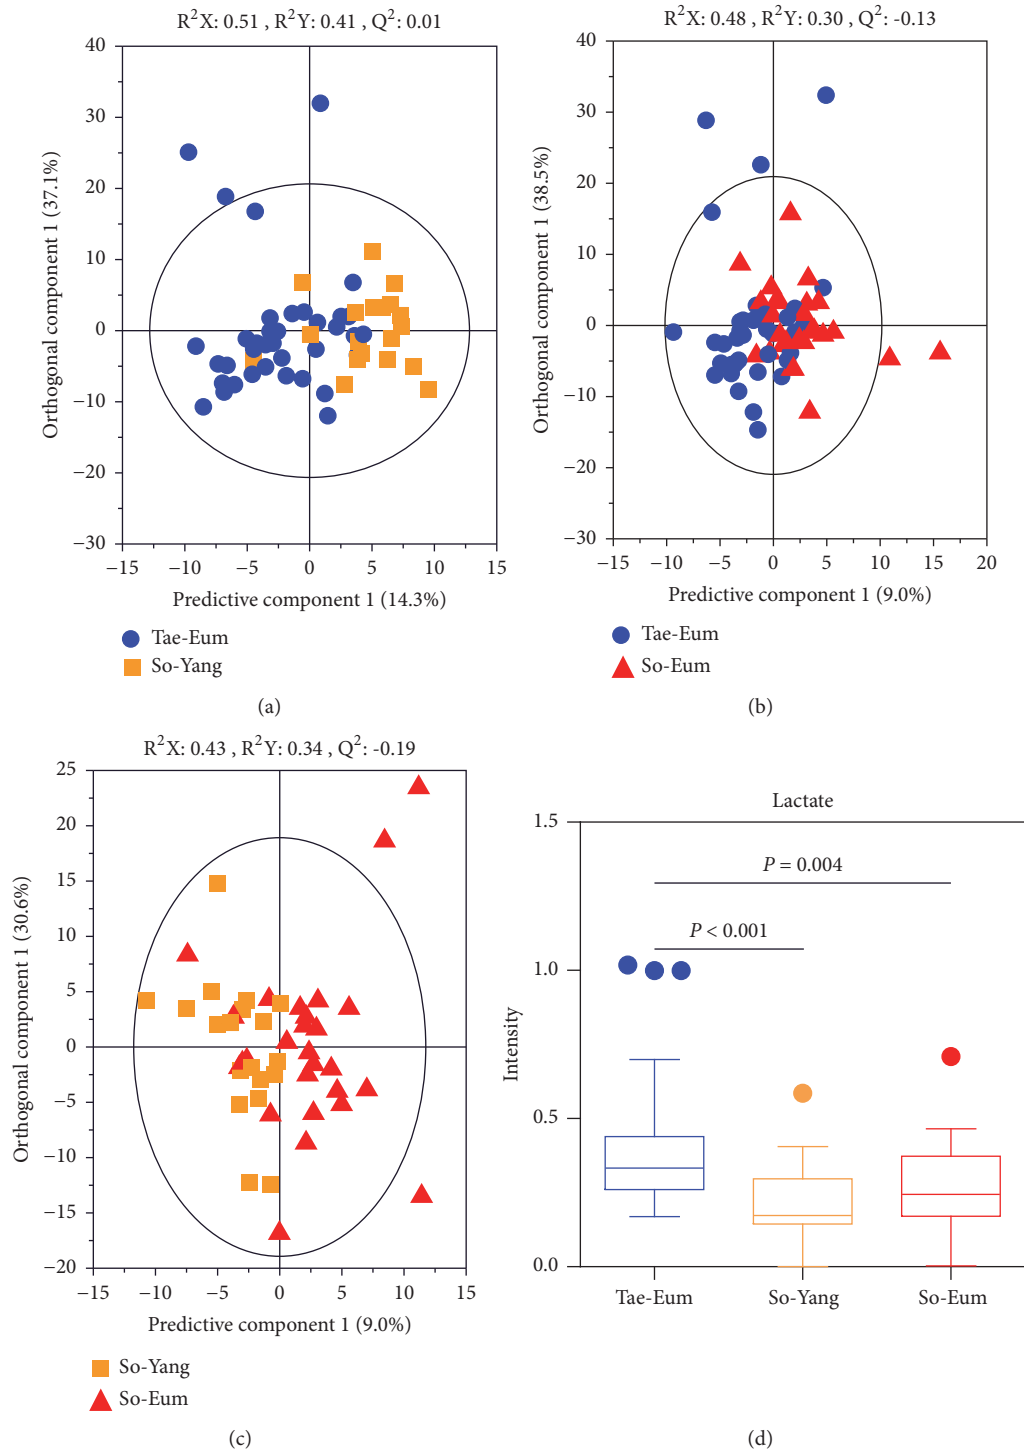 R²X: 0.51 , R²Y: 0.41 , Q²: 0.01
40
30
20
10
0
−10
−20
−30
Orthogonal component 1 (37.1%)
−15 −10 −5 0 5 10 15
Predictive component 1 (14.3%)
Tae-Eum
So-Yang
(a)
R²X: 0.48 , R²Y: 0.30 , Q²: -0.13
40
30
20
10
0
−10
−20
−30
Orthogonal component 1 (38.5%)
−15 −10 −5 0 5 10 15 20
Predictive component 1 (9.0%)
Tae-Eum
So-Eum
(b)
R²X: 0.43 , R²Y: 0.34 , Q²: -0.19
25
20
15
10
5
0
−5
−10
−15
−20
Orthogonal component 1 (30.6%)
−15 −10 −5 0 5 10 15
Predictive component 1 (9.0%)
So-Yang
So-Eum
(c)
Lactate
1.5
1.0
0.5
0.0
Intensity
P = 0.004
P < 0.001
Tae-Eum So-Yang So-Eum
(d)